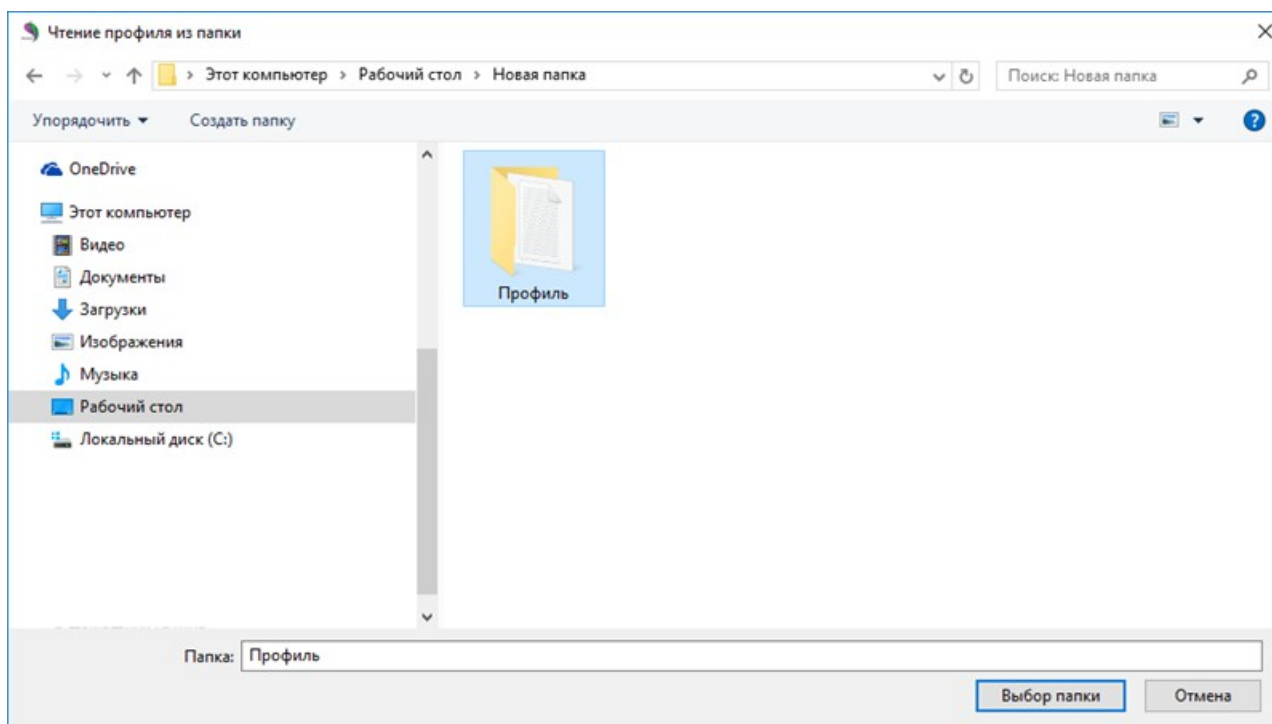 Чтение профиля из папки
Этот компьютер > Рабочий стол > Новая папка
Поиск: Новая папка
Упорядочить
Создать папку
?
OneDrive
Этот компьютер
Видео
Документы
Загрузки
Изображения
Музыка
Рабочий стол
Локальный диск (C:)
Профиль
Папка: Профиль
Выбор папки
Отмена